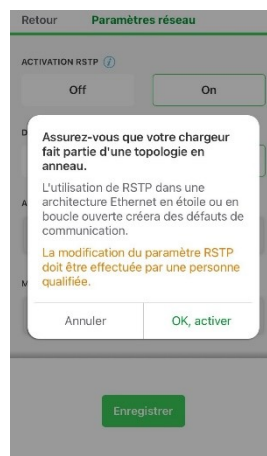 Retour Paramètres réseau
ACTIVATION RSTP
Off On
D
Assurez-vous que votre chargeur
fait partie d'une topologie en
anneau.
L'utilisation de RSTP dans une
architecture Ethernet en étoile ou en
boucle ouverte créera des défauts de
communication.
La modification du paramètre RSTP
doit être effectuée par une personne
qualifiée.
A
M
Annuler OK, activer
Enregistrer